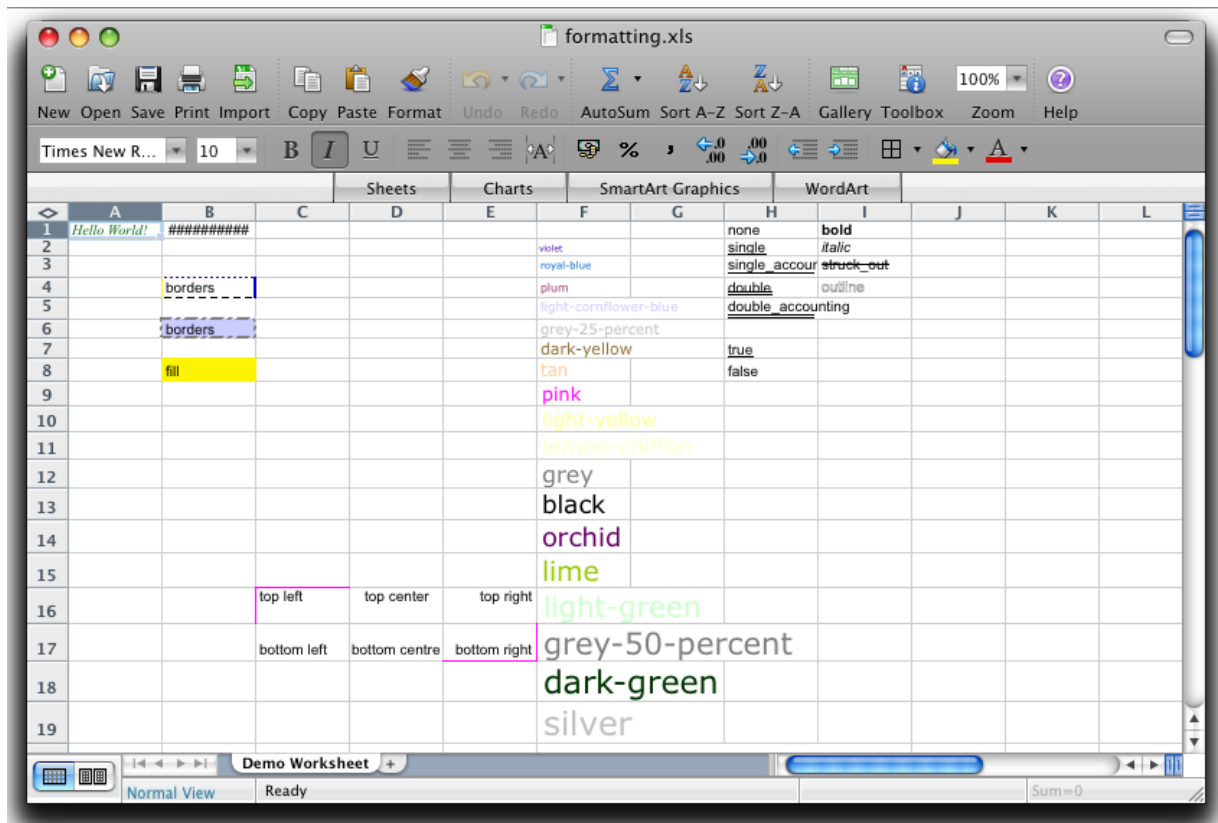 formatting.xls
New Open Save Print Import Copy Paste Format Undo Redo AutoSum Sort A-Z Sort Z-A Gallery Toolbox 100% Zoom Help
Times New R... 10 B I U A % , .0 .00 .00 .0 A
Sheets Charts SmartArt Graphics WordArt
A B C D E F G H I J K L
1 Hello World! ########## none bold
2 violet single italic
3 royal-blue single_accour struck_out
4 borders plum double outline
5 light-cornflower-blue double_accounting
6 borders grey-25-percent
7 dark-yellow true
8 fill tan false
9 pink
10 light-yellow
11 lemon-chiffon
12 grey
13 black
14 orchid
15 lime
16 top left top center top right light-green
17 bottom left bottom centre bottom right grey-50-percent
18 dark-green
19 silver
Demo Worksheet +
Normal View Ready Sum=0